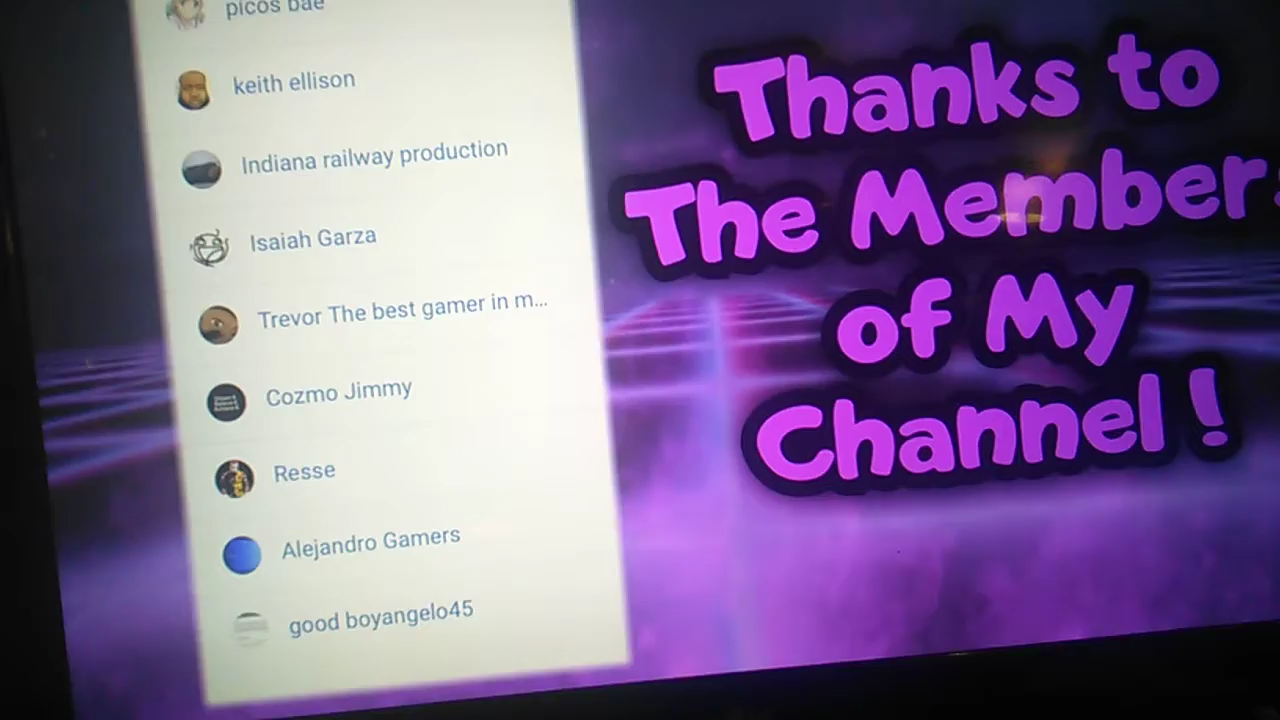 picos bae
keith ellison
Indiana railway production
Isaiah Garza
Trevor The best gamer in m...
Cozmo Jimmy
Resse
Alejandro Gamers
good boyangelo45
Thanks to
The Members
of My
Channel !